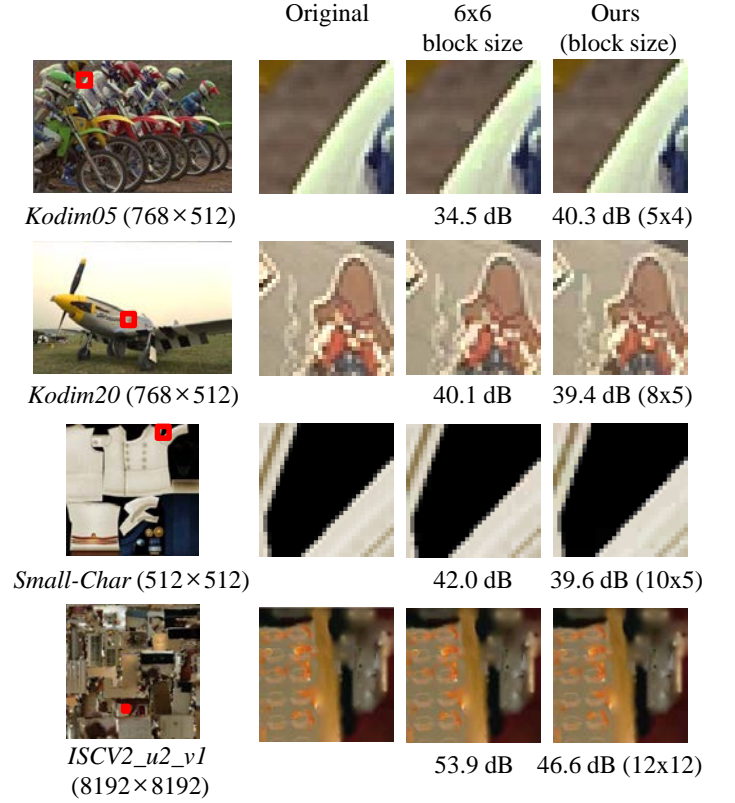 Original
6x6
block size
Ours
(block size)
Kodim05 (768×512)
34.5 dB
40.3 dB (5x4)
Kodim20 (768×512)
40.1 dB
39.4 dB (8x5)
Small-Char (512×512)
42.0 dB
39.6 dB (10x5)
ISCV2_u2_v1
(8192×8192)
53.9 dB
46.6 dB (12x12)